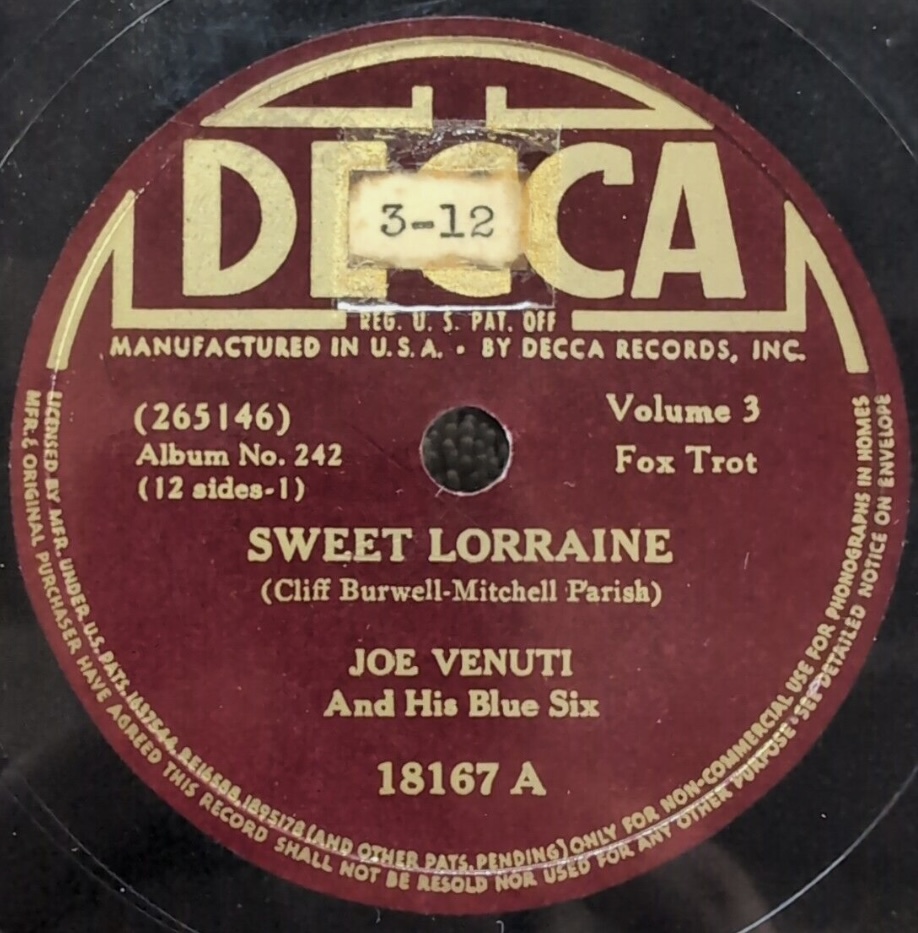 DECCA
3-12
REG. U. S. PAT. OFF
MANUFACTURED IN U.S.A. • BY DECCA RECORDS, INC.
(265146)
Album No. 242
(12 sides-1)
Volume 3
Fox Trot
SWEET LORRAINE
(Cliff Burwell-Mitchell Parish)
JOE VENUTI
And His Blue Six
18167 A
LICENSED BY MFR. UNDER U.S. PATS. 1637544, RE16588, 1895178 (AND OTHER PATS. PENDING) ONLY FOR NON-COMMERCIAL USE FOR PHONOGRAPHS IN HOMES
MFR. & ORIGINAL PURCHASER HAVE AGREED THIS RECORD SHALL NOT BE RESOLD NOR USED FOR ANY OTHER PURPOSE • SEE DETAILED NOTICE ON ENVELOPE